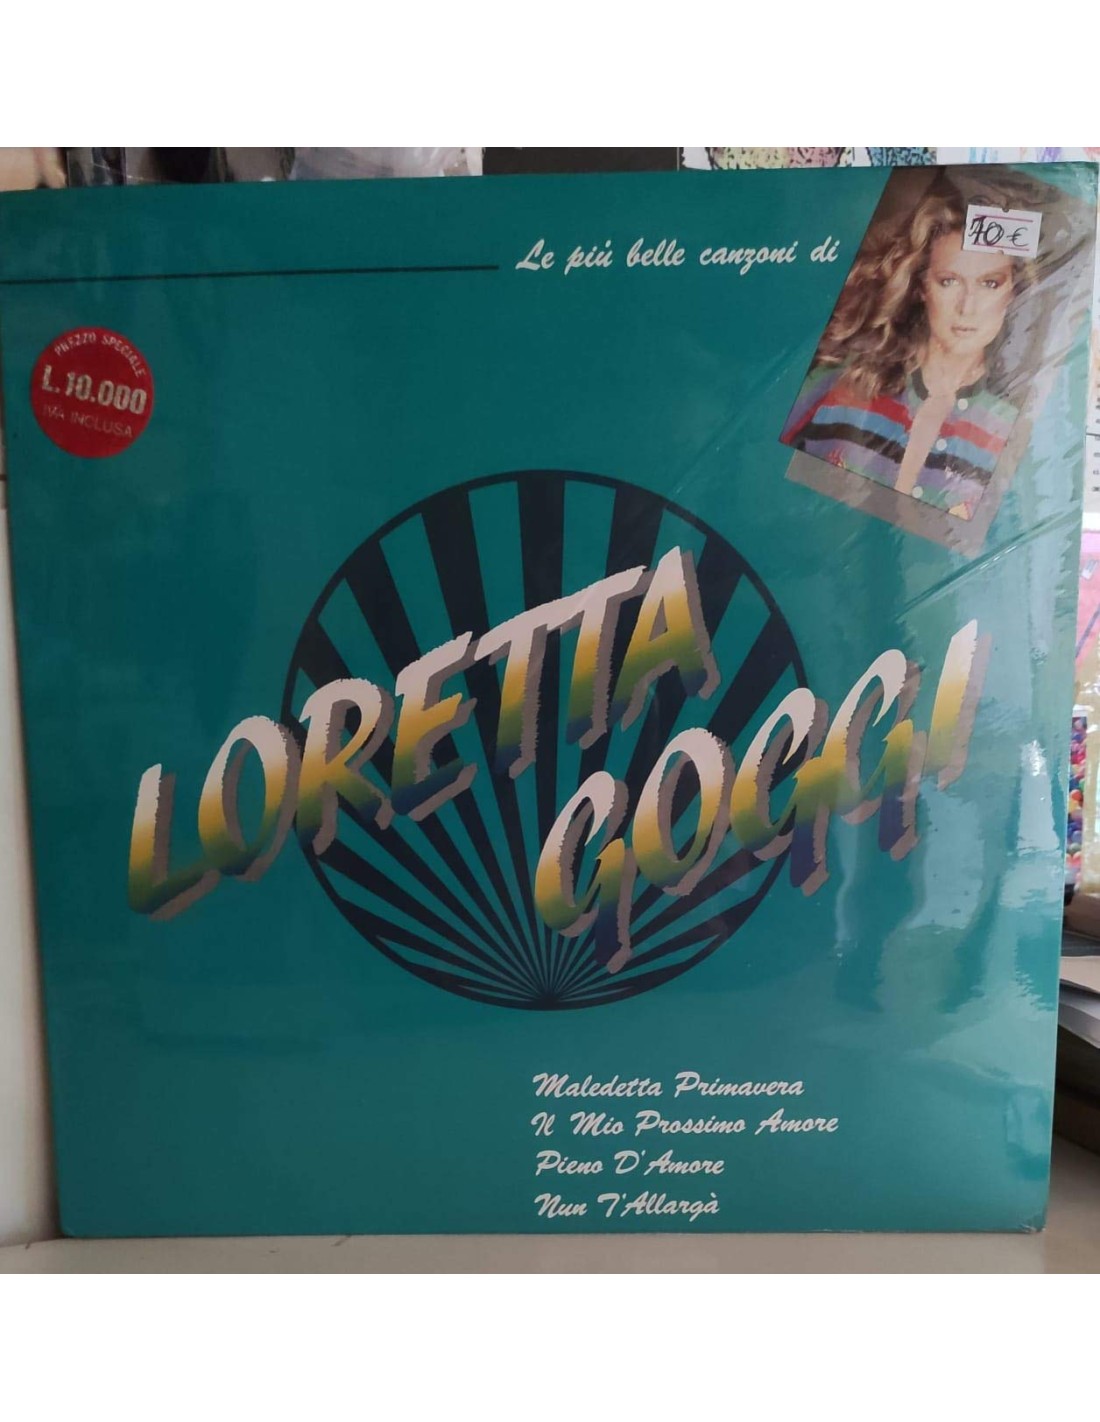 Le più belle canzoni di
PREZZO SPECIALE
L.10.000
IVA INCLUSA
LORETTA
GOGGI
Maledetta Primavera
Il Mio Prossimo Amore
Pieno D'Amore
Nun T'Allargà